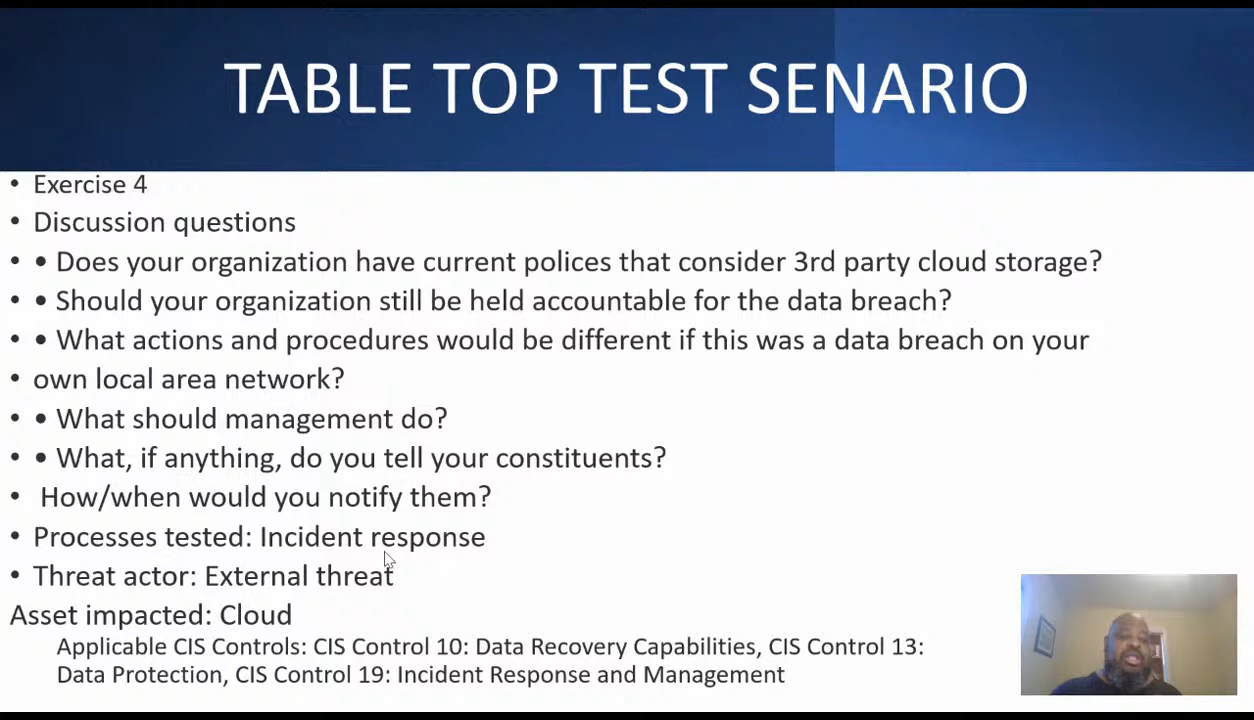 TABLE TOP TEST SENARIO
• Exercise 4
• Discussion questions
• • Does your organization have current polices that consider 3rd party cloud storage?
• • Should your organization still be held accountable for the data breach?
• • What actions and procedures would be different if this was a data breach on your
• own local area network?
• • What should management do?
• • What, if anything, do you tell your constituents?
• How/when would you notify them?
• Processes tested: Incident response
• Threat actor: External threat
Asset impacted: Cloud
Applicable CIS Controls: CIS Control 10: Data Recovery Capabilities, CIS Control 13:
Data Protection, CIS Control 19: Incident Response and Management